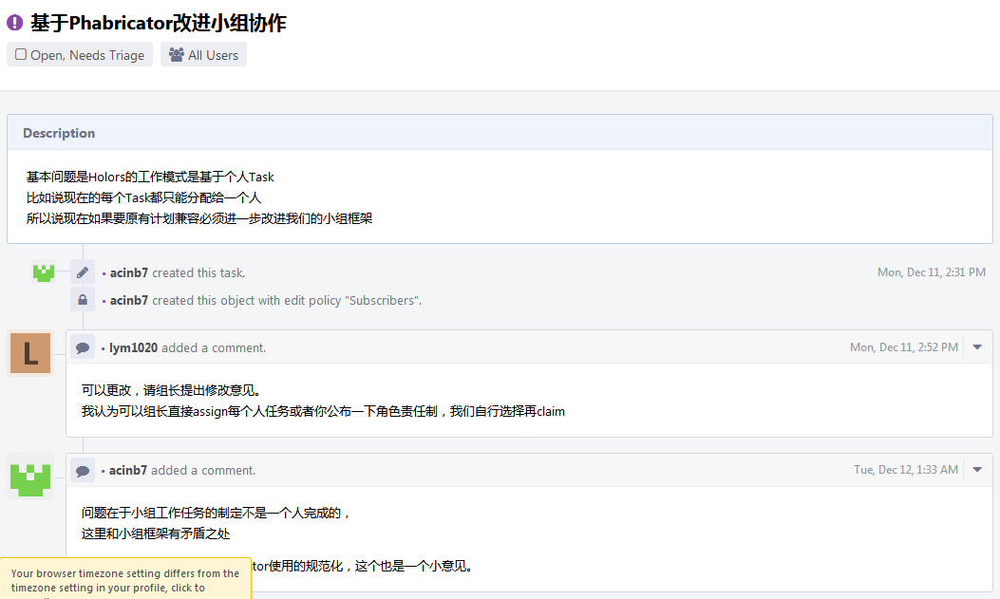 基于Phabricator改进小组协作
Open, Needs Triage All Users
Description
基本问题是Holors的工作模式是基于个人Task
比如说现在的每个Task都只能分配给一个人
所以说现在如果要原有计划兼容必须进一步改进我们的小组框架
• acinb7 created this task. Mon, Dec 11, 2:31 PM
• acinb7 created this object with edit policy "Subscribers".
L
• lym1020 added a comment. Mon, Dec 11, 2:52 PM
可以更改，请组长提出修改意见。
我认为可以组长直接assign每个人任务或者你公布一下角色责任制，我们自行选择再claim
• acinb7 added a comment. Tue, Dec 12, 1:33 AM
问题在于小组工作任务的制定不是一个人完成的，
这里和小组框架有矛盾之处
tor使用的规范化，这个也是一个小意见。
Your browser timezone setting differs from the
timezone setting in your profile, click to